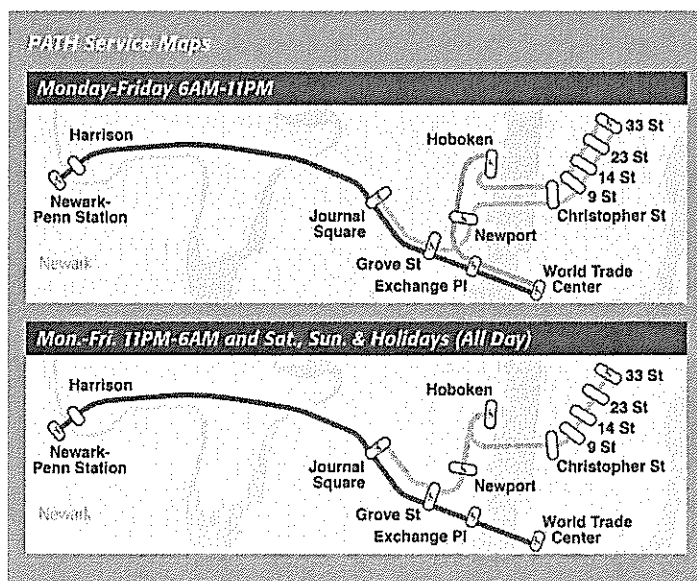 PATH Service Maps
Monday-Friday 6AM-11PM
Harrison
Newark-
Penn Station
Newark
Journal
Square
Grove St
Exchange Pl
Hoboken
Newport
World Trade
Center
33 St
23 St
14 St
9 St
Christopher St
Mon.-Fri. 11PM-6AM and Sat., Sun. & Holidays (All Day)
Harrison
Newark-
Penn Station
Newark
Journal
Square
Grove St
Exchange Pl
Hoboken
Newport
World Trade
Center
33 St
23 St
14 St
9 St
Christopher St